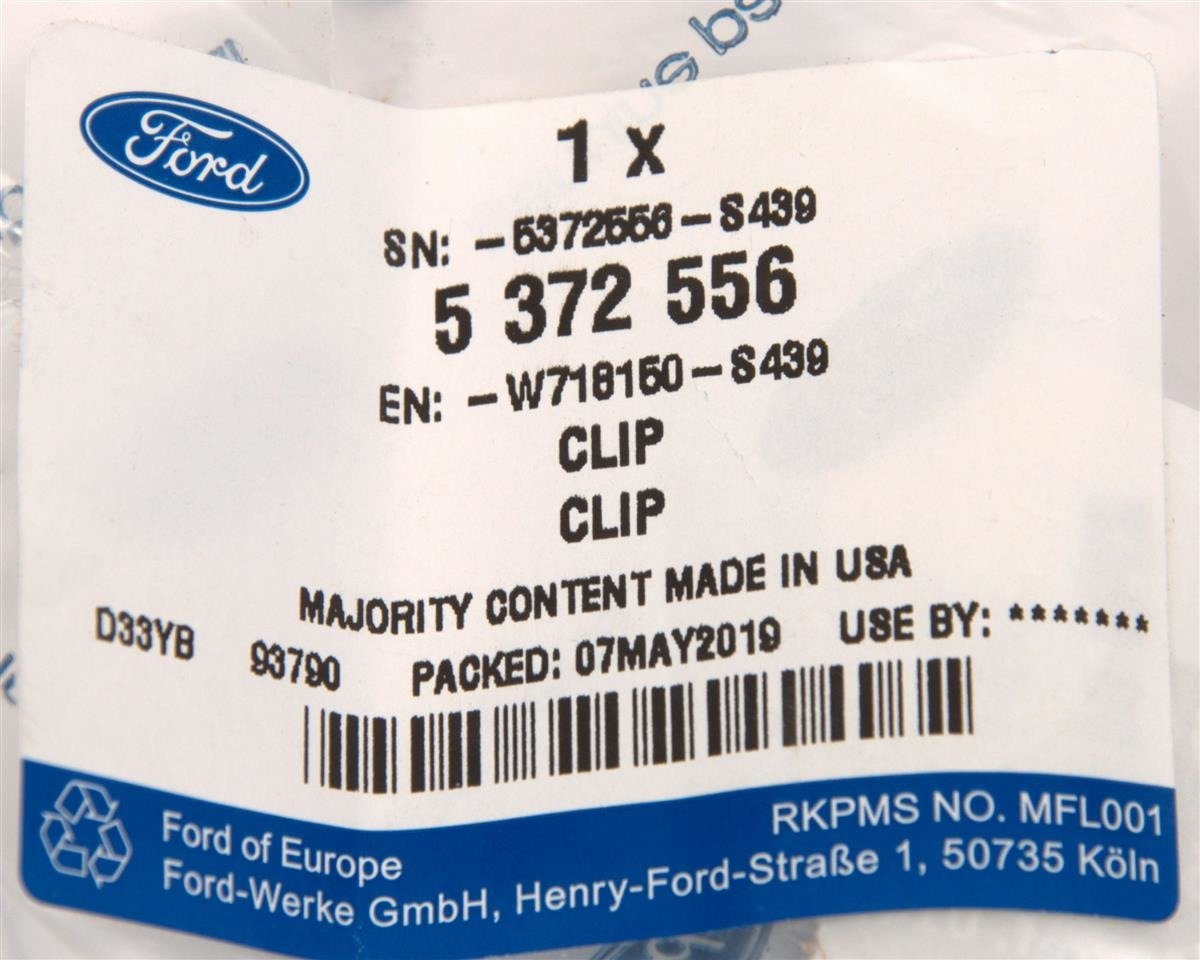 Ford
1 X
SN: -5372556-S439
5 372 556
EN: -W718150-S439
CLIP
CLIP
MAJORITY CONTENT MADE IN USA
D33YB 93790 PACKED: 07MAY2019 USE BY: *******
RKPMS NO. MFL001
Ford of Europe
Ford-Werke GmbH, Henry-Ford-Straße 1, 50735 Köln